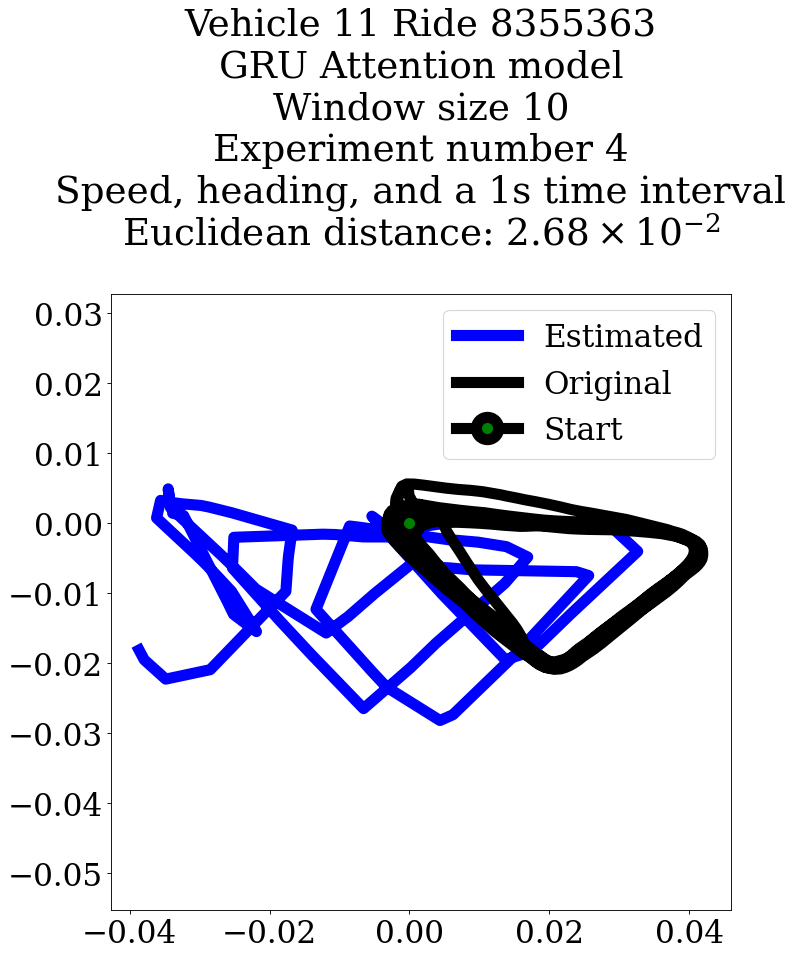 Vehicle 11 Ride 8355363
GRU Attention model
Window size 10
Experiment number 4
Speed, heading, and a 1s time interval
Euclidean distance: 2.68 × 10⁻²
Estimated
Original
Start
0.03
0.02
0.01
0.00
−0.01
−0.02
−0.03
−0.04
−0.05
−0.04
−0.02
0.00
0.02
0.04